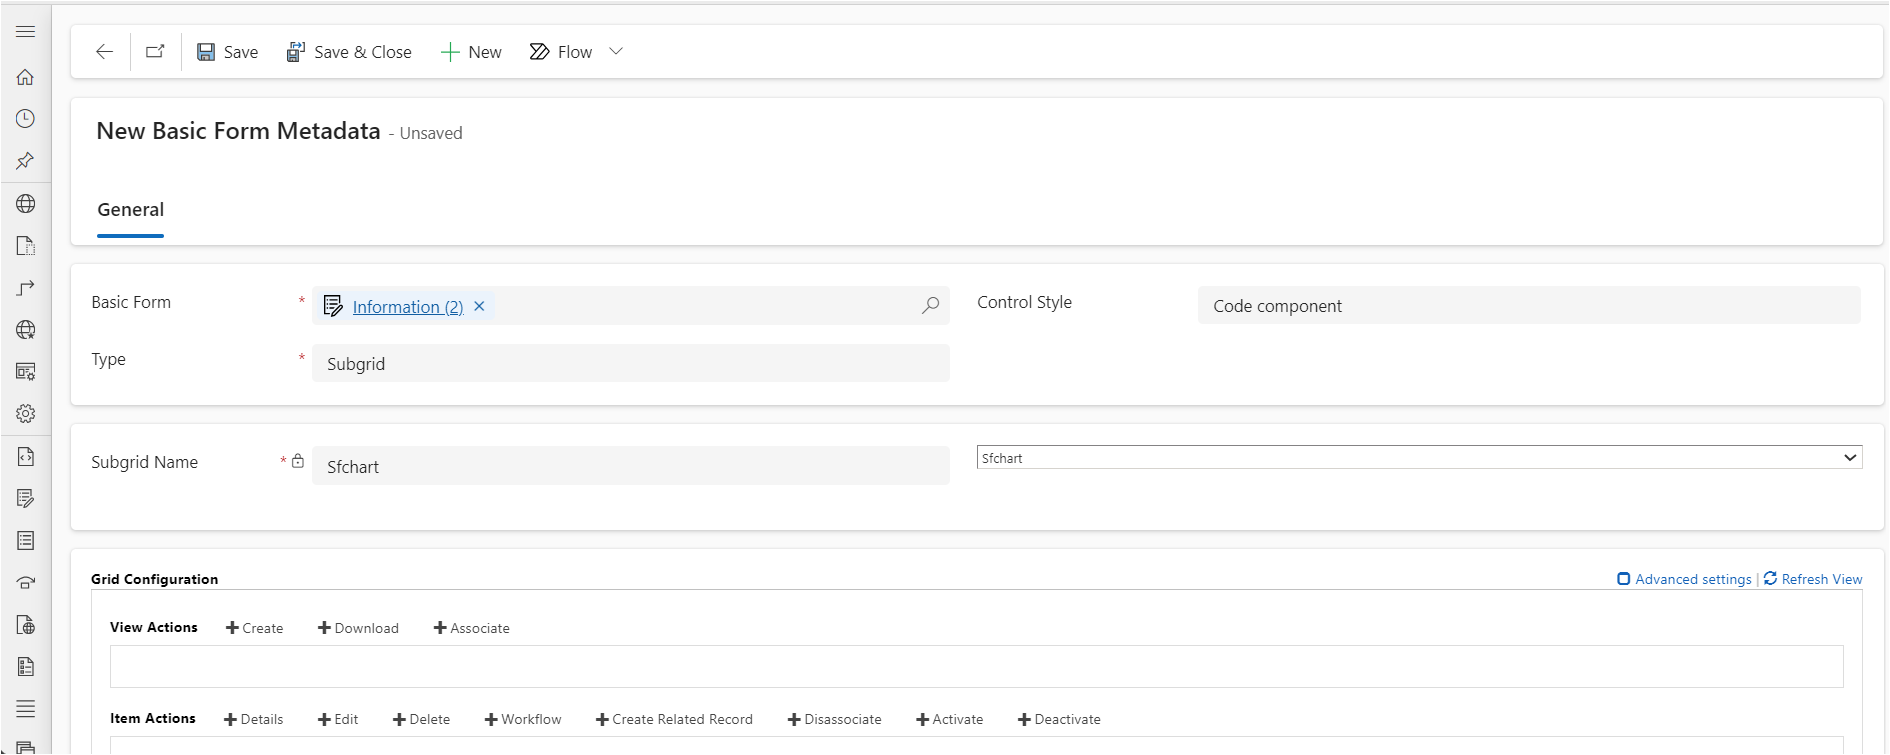 Save Save & Close New Flow
New Basic Form Metadata - Unsaved
General
Basic Form * Information (2) Control Style Code component
Type * Subgrid
Subgrid Name * Sfchart Sfchart
Grid Configuration Advanced settings | Refresh View
View Actions Create Download Associate
Item Actions Details Edit Delete Workflow Create Related Record Disassociate Activate Deactivate